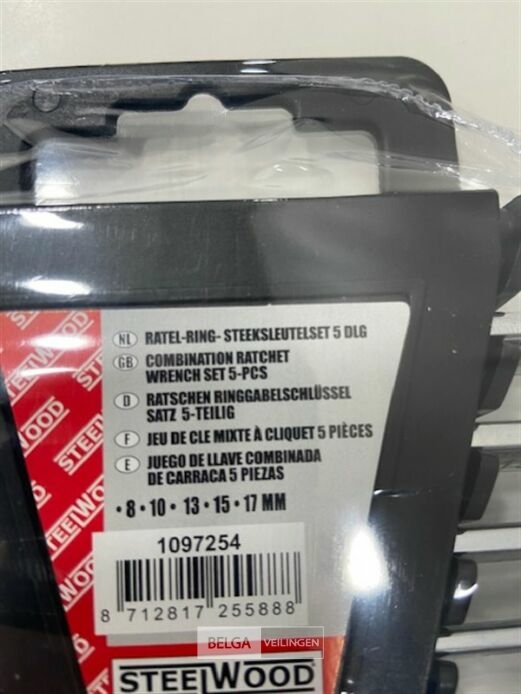 NL RATEL-RING- STEEKSLEUTELSET 5 DLG
GB COMBINATION RATCHET
WRENCH SET 5-PCS
D RATSCHEN RINGGABELSCHLÜSSEL
SATZ 5-TEILIG
F JEU DE CLE MIXTE À CLIQUET 5 PIÈCES
E JUEGO DE LLAVE COMBINADA
DE CARRACA 5 PIEZAS
• 8 • 10 • 13 • 15 • 17 MM
1097254
8 712817 255888
BELGA VEILINGEN
STEELWOOD
STEELWOOD
STEELWOOD
STEELWOOD